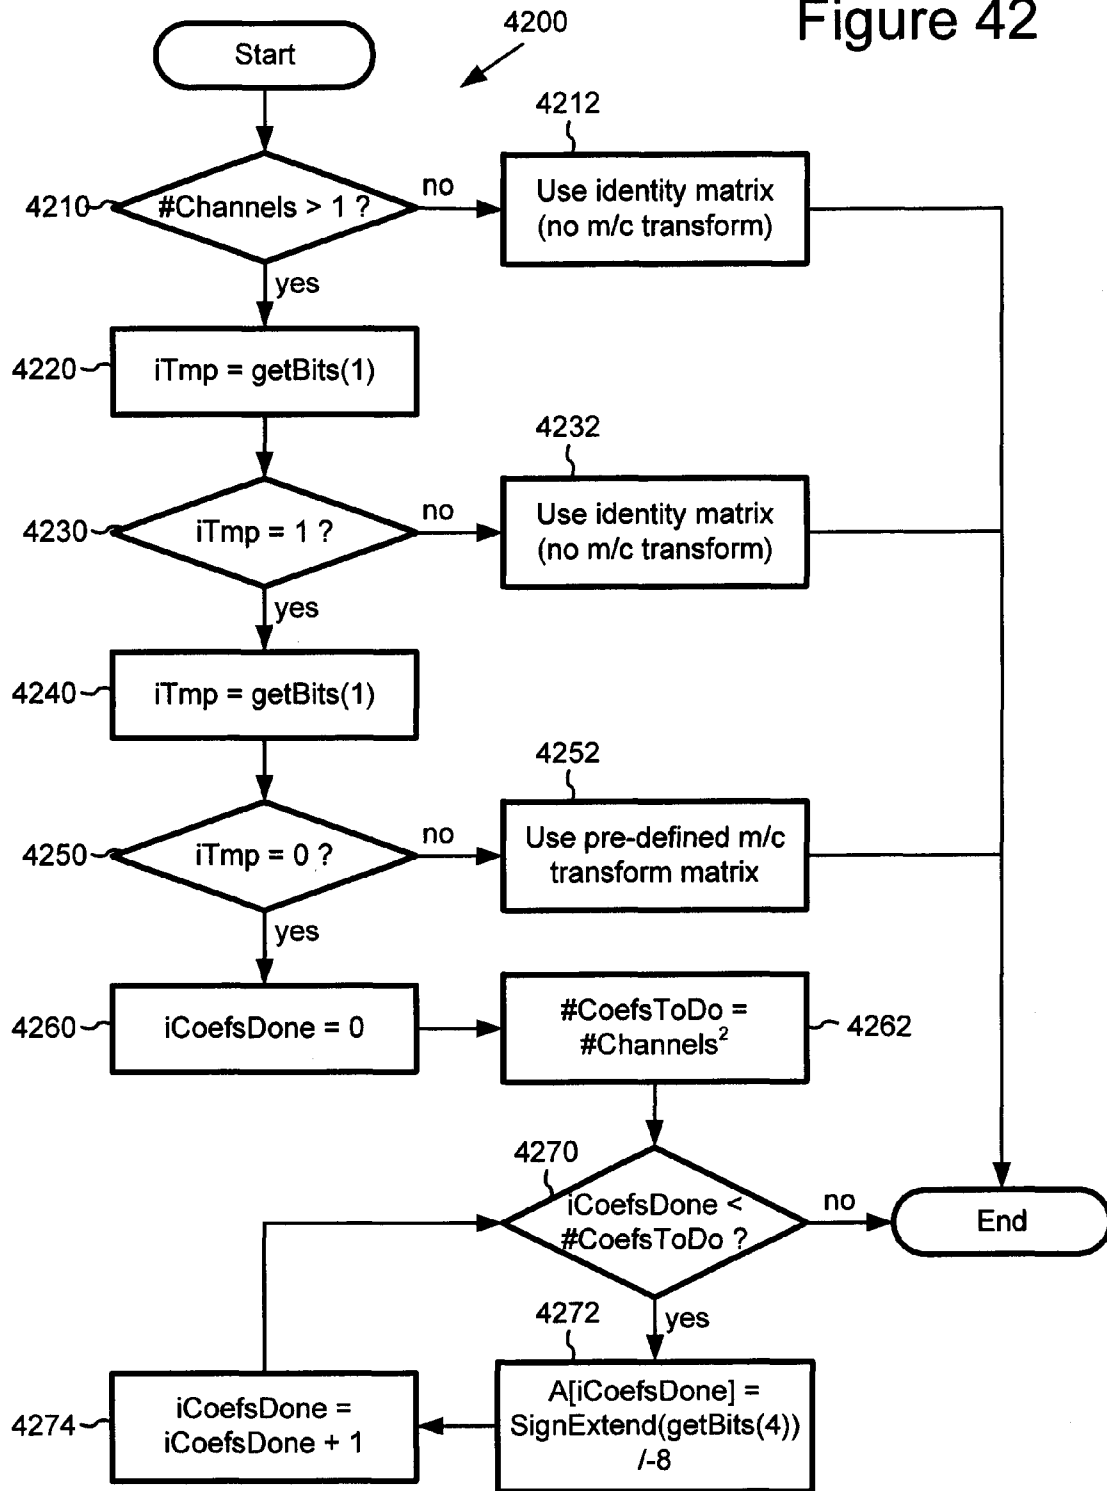 Figure 42
4200
Start
4212
4210
#Channels > 1 ?
no
Use identity matrix
(no m/c transform)
yes
4220
iTmp = getBits(1)
4232
4230
iTmp = 1 ?
no
Use identity matrix
(no m/c transform)
yes
4240
iTmp = getBits(1)
4252
4250
iTmp = 0 ?
no
Use pre-defined m/c
transform matrix
yes
4260
iCoefsDone = 0
#CoefsToDo =
#Channels²
4262
4270
iCoefsDone <
#CoefsToDo ?
no
End
yes
4272
A[iCoefsDone] =
SignExtend(getBits(4))
/-8
4274
iCoefsDone =
iCoefsDone + 1